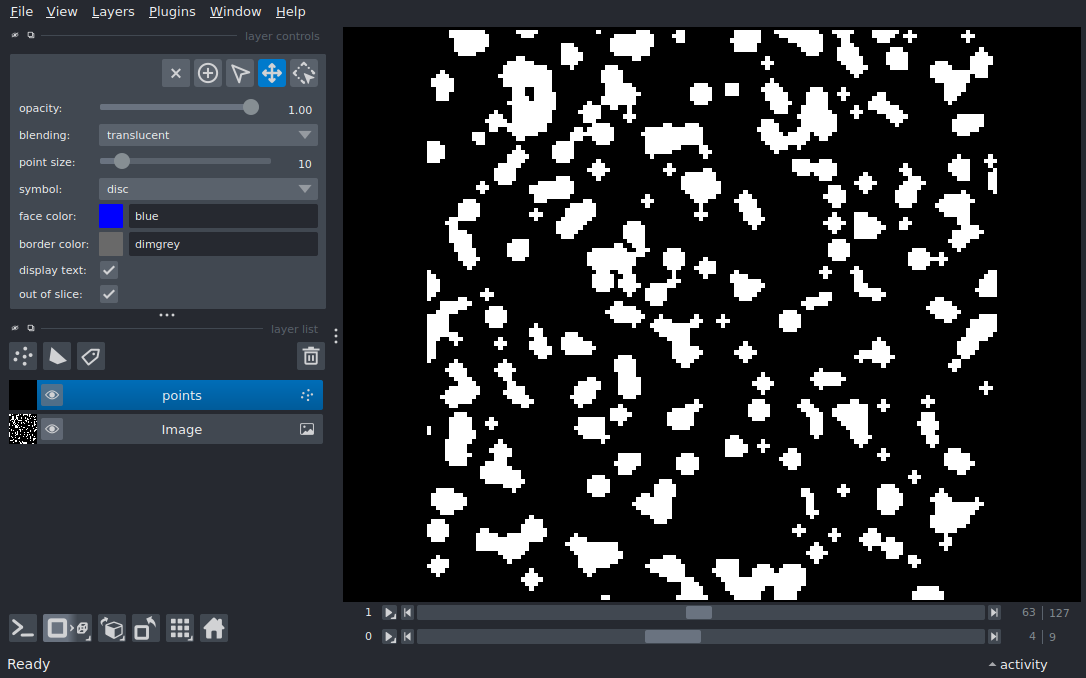 File View Layers Plugins Window Help
layer controls
opacity: 1.00
blending: translucent
point size: 10
symbol: disc
face color: blue
border color: dimgrey
display text:
out of slice:
layer list
points
Image
1 63 127
0 4 9
Ready activity